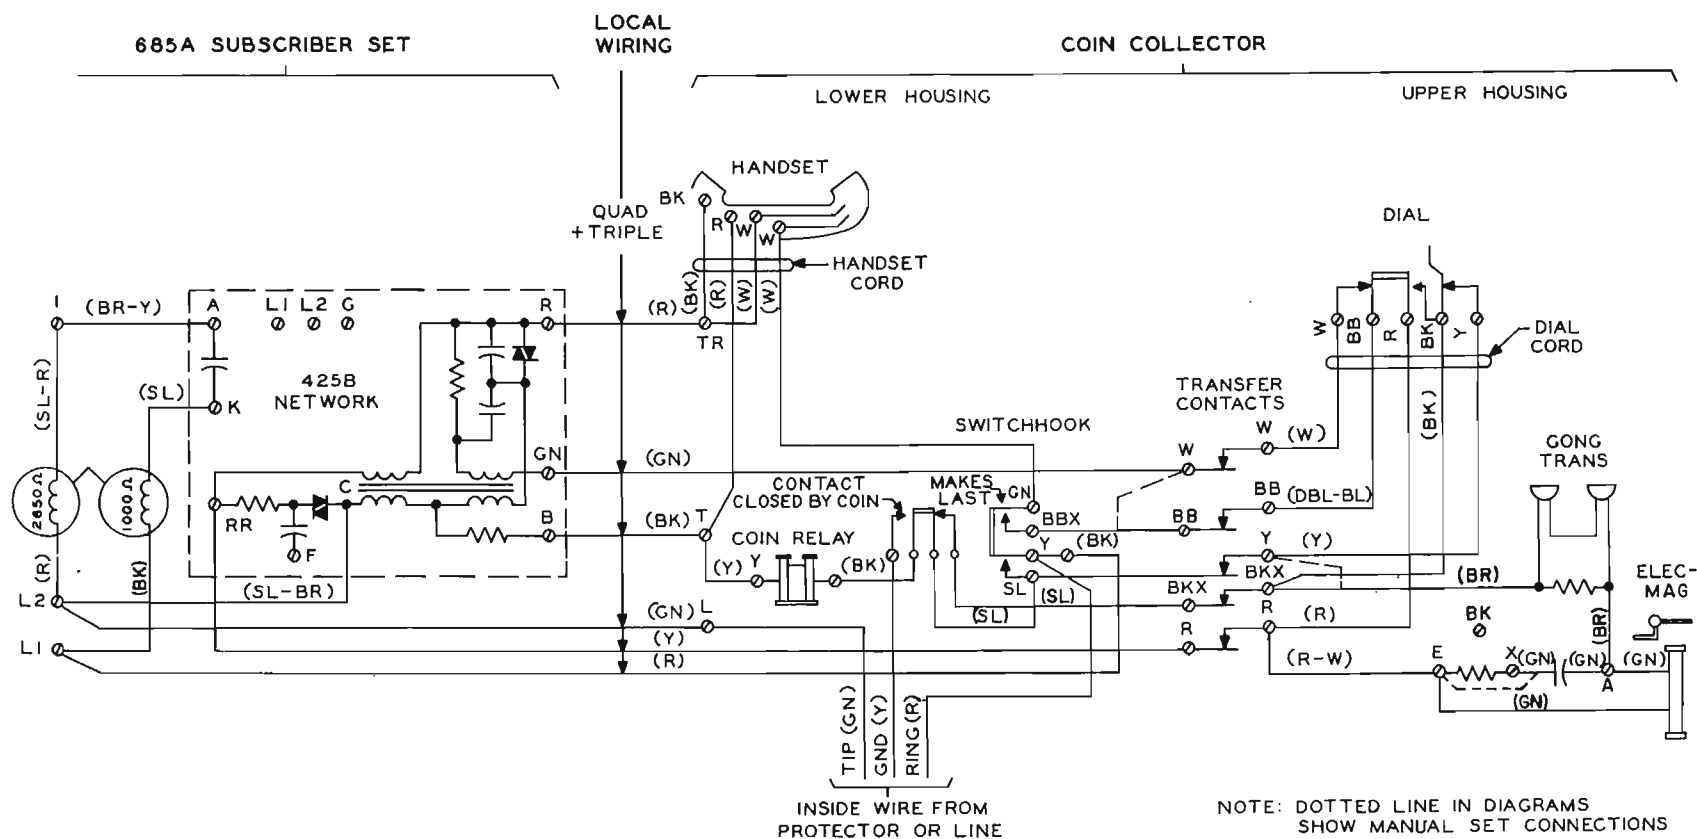 685A SUBSCRIBER SET
LOCAL
WIRING
COIN COLLECTOR
LOWER HOUSING
UPPER HOUSING
HANDSET
BK
R
W
W
QUAD
+ TRIPLE
HANDSET
CORD
(BK)
(R)
(W)
(W)
DIAL
W
BB
R
BK
Y
DIAL
CORD
1
(BR-Y)
A
L1
L2
G
R
(R)
TR
425B
NETWORK
(SL-R)
(SL)
K
(BK)
TRANSFER
CONTACTS
SWITCHHOOK
W
W
(W)
GONG
TRANS
GN
(GN)
C
CONTACT
CLOSED BY COIN
MAKES
LAST
GN
BB
(DBL-BL)
2650Ω
1000Ω
RR
F
B
(BK)
T
COIN RELAY
BBX
BB
Y
(BK)
Y
(Y)
(Y)
Y
(BK)
SL
(SL)
(SL)
BKX
BKX
(BR)
ELEC-
MAG
(R)
(BK)
(SL-BR)
L2
(GN)
L
(Y)
(R)
L1
R
R
(R)
BK
(BR)
(R-W)
E
X
(GN)
(GN)
A
(GN)
(GN)
TIP (GN)
GND (Y)
RING (R)
INSIDE WIRE FROM
PROTECTOR OR LINE
NOTE: DOTTED LINE IN DIAGRAMS
SHOW MANUAL SET CONNECTIONS